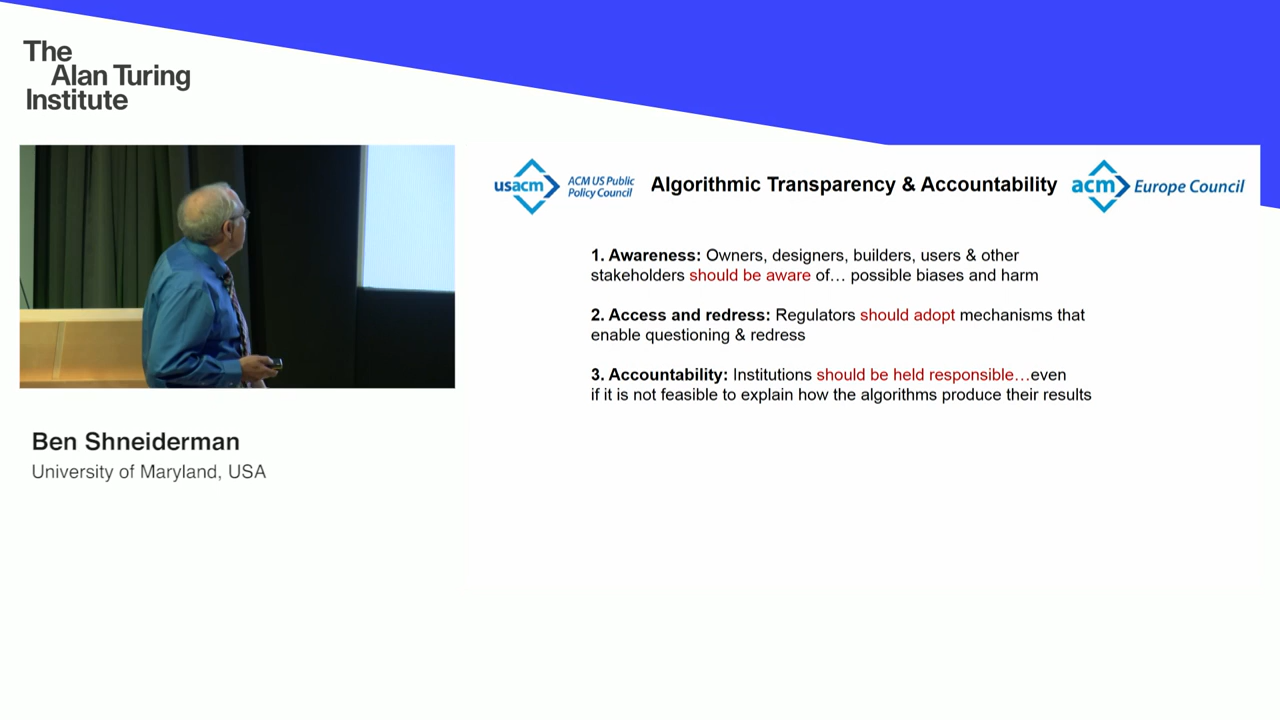 The
Alan Turing
Institute
usacm
ACM US Public
Policy Council
Algorithmic Transparency & Accountability
acm
Europe Council
1. Awareness: Owners, designers, builders, users & other
stakeholders should be aware of… possible biases and harm
2. Access and redress: Regulators should adopt mechanisms that
enable questioning & redress
3. Accountability: Institutions should be held responsible…even
if it is not feasible to explain how the algorithms produce their results
Ben Shneiderman
University of Maryland, USA